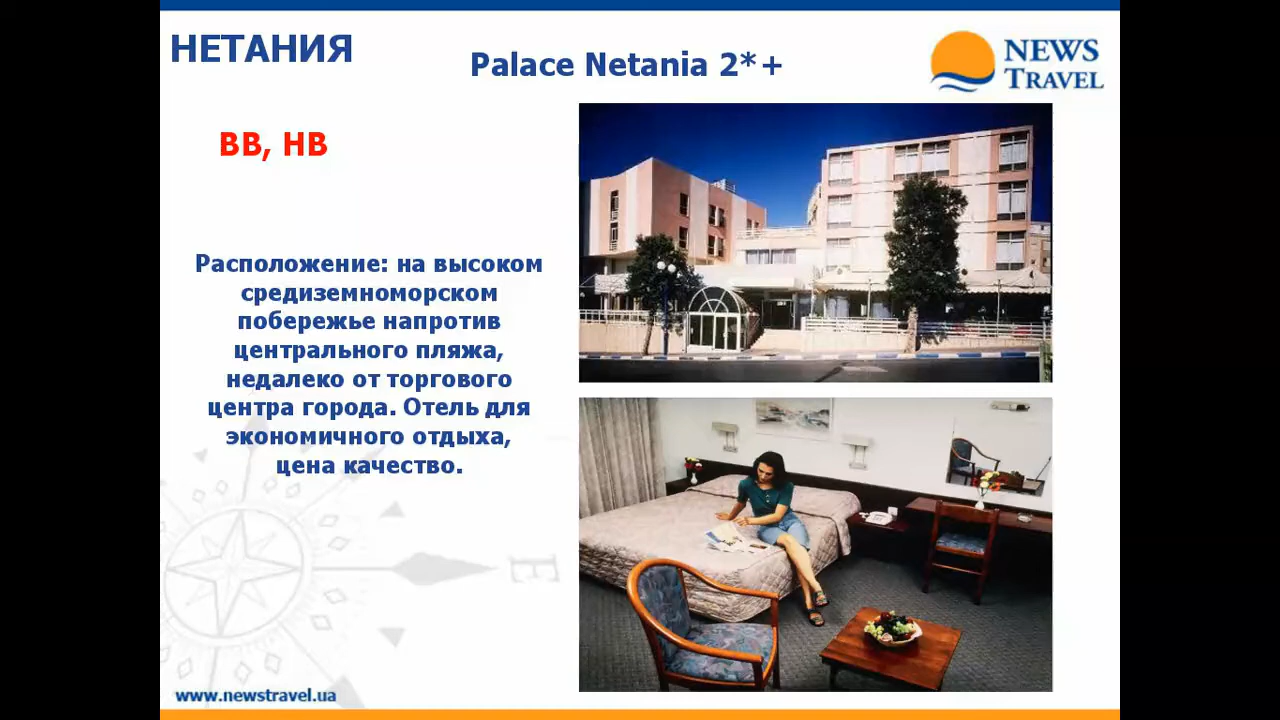 НЕТАНИЯ
Palace Netania 2*+
NEWS
TRAVEL
BB, HB
Расположение: на высоком
средиземноморском
побережье напротив
центрального пляжа,
недалеко от торгового
центра города. Отель для
экономичного отдыха,
цена качество.
E
www.newstravel.ua